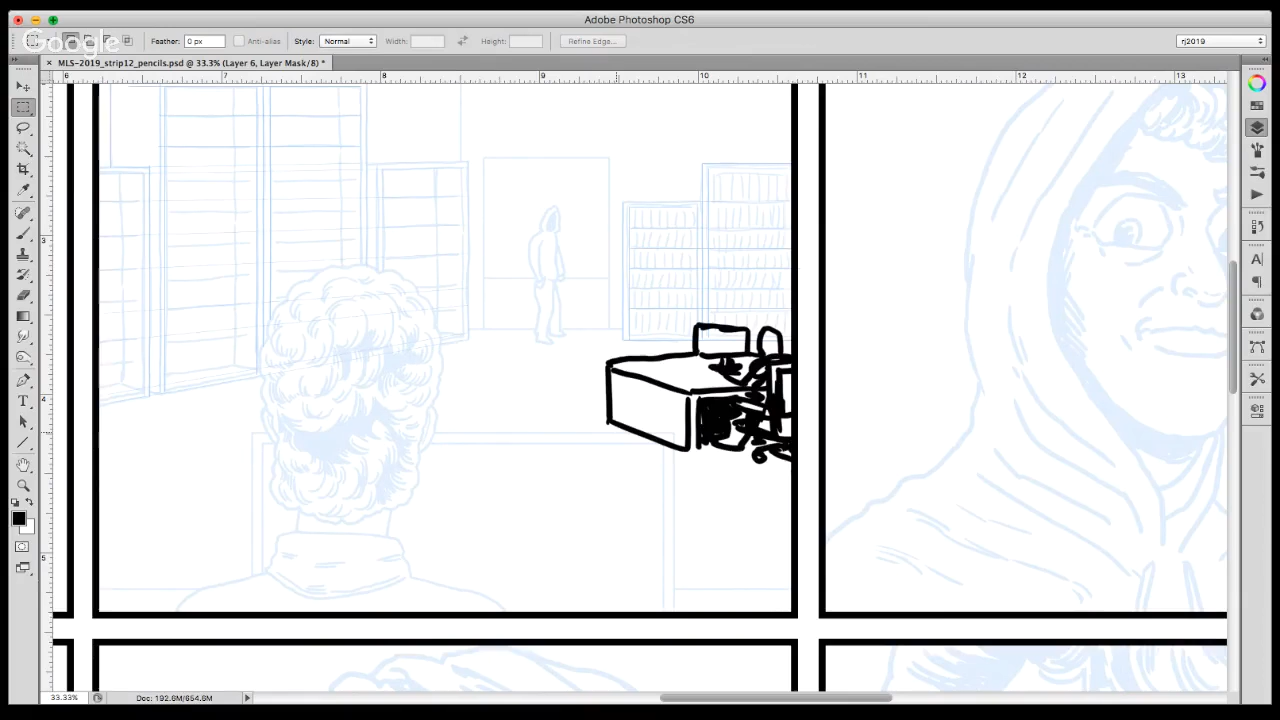 Adobe Photoshop CS6
Google
Feather: 0 px Anti-alias Style: Normal Width: Height: Refine Edge... rj2019
× MLS-2019_strip12_pencils.psd @ 33.3% (Layer 6, Layer Mask/8) *
6 7 8 9 10 11 12 13
3
4
5
33.33% Doc: 192.6M/654.8M